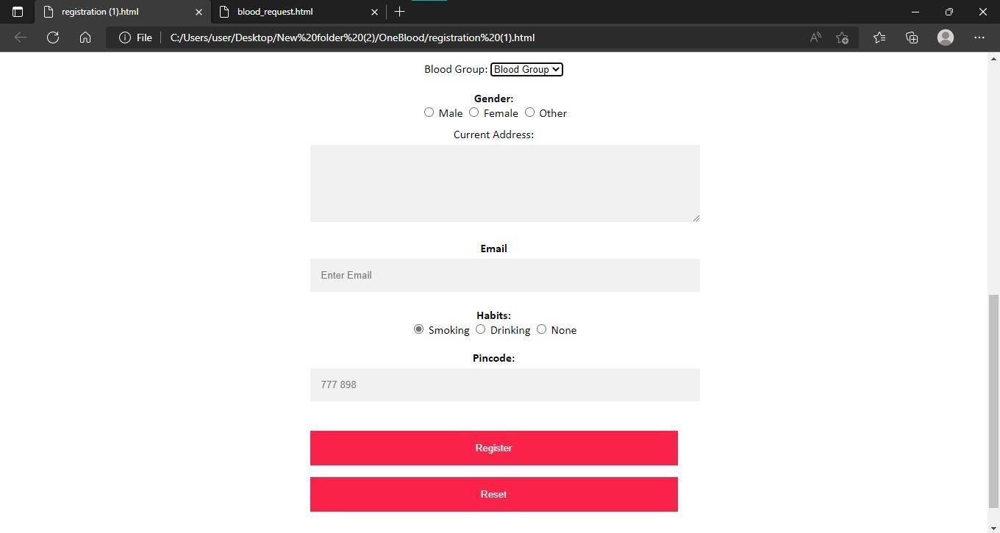 registration (1).html
blood_request.html
File
C:/Users/user/Desktop/New%20folder%20(2)/OneBlood/registration%20(1).html
Blood Group: Blood Group
Gender:
Male Female Other
Current Address:
Email
Enter Email
Habits:
Smoking Drinking None
Pincode:
777 898
Register
Reset